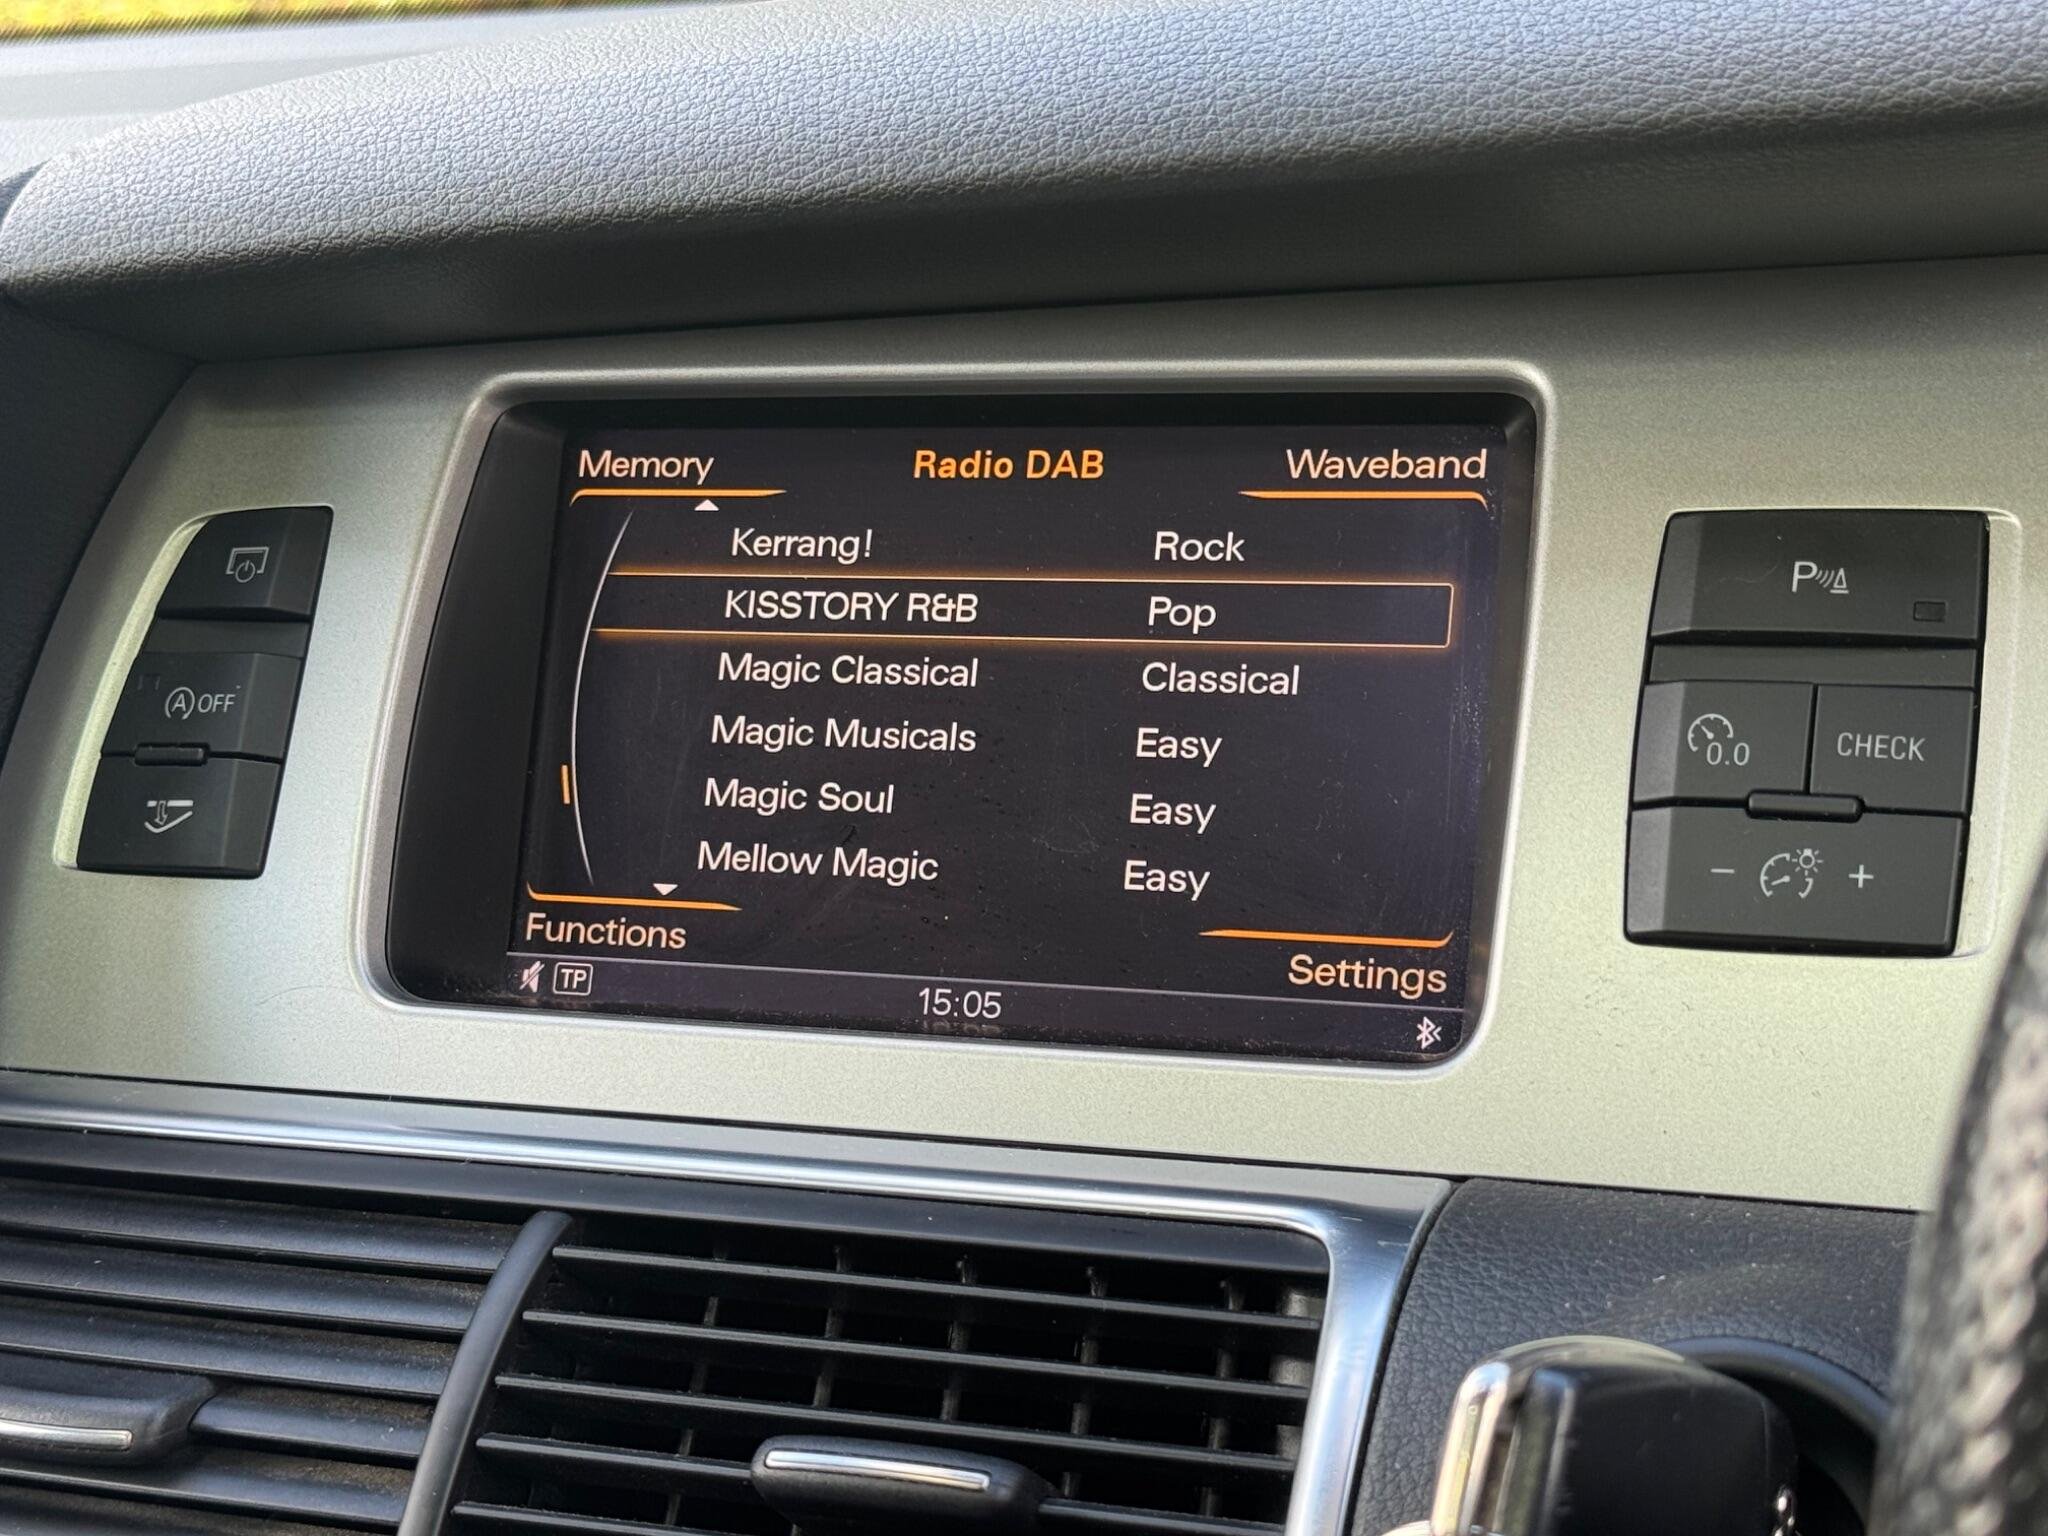 Memory Radio DAB Waveband
Kerrang! Rock
KISSTORY R&B Pop
Magic Classical Classical
Magic Musicals Easy
Magic Soul Easy
Mellow Magic Easy
Functions
Settings
TP
15:05
A OFF
P
0.0
CHECK
- +